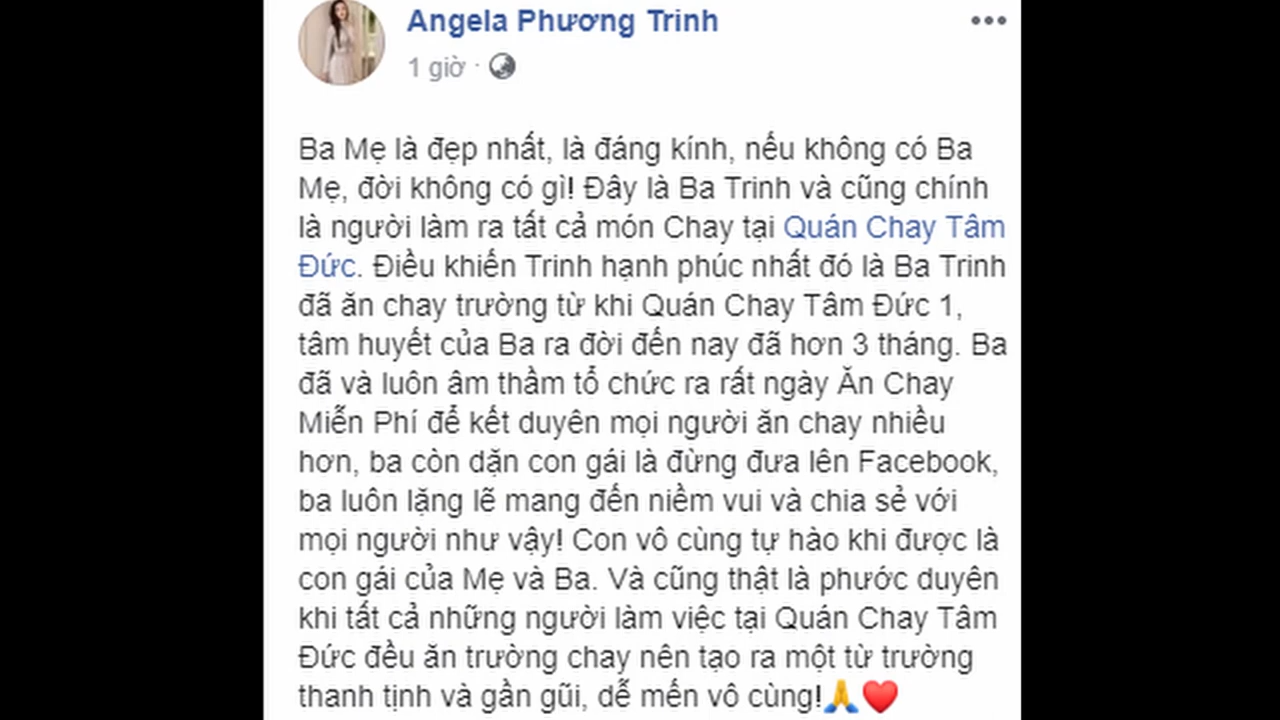 Angela Phương Trinh
1 giờ ·
Ba Mẹ là đẹp nhất, là đáng kính, nếu không có Ba
Mẹ, đời không có gì! Đây là Ba Trinh và cũng chính
là người làm ra tất cả món Chay tại Quán Chay Tâm
Đức. Điều khiến Trinh hạnh phúc nhất đó là Ba Trinh
đã ăn chay trường từ khi Quán Chay Tâm Đức 1,
tâm huyết của Ba ra đời đến nay đã hơn 3 tháng. Ba
đã và luôn âm thầm tổ chức ra rất ngày Ăn Chay
Miễn Phí để kết duyên mọi người ăn chay nhiều
hơn, ba còn dặn con gái là đừng đưa lên Facebook,
ba luôn lặng lẽ mang đến niềm vui và chia sẻ với
mọi người như vậy! Con vô cùng tự hào khi được là
con gái của Mẹ và Ba. Và cũng thật là phước duyên
khi tất cả những người làm việc tại Quán Chay Tâm
Đức đều ăn trường chay nên tạo ra một từ trường
thanh tịnh và gần gũi, dễ mến vô cùng!🙏❤️